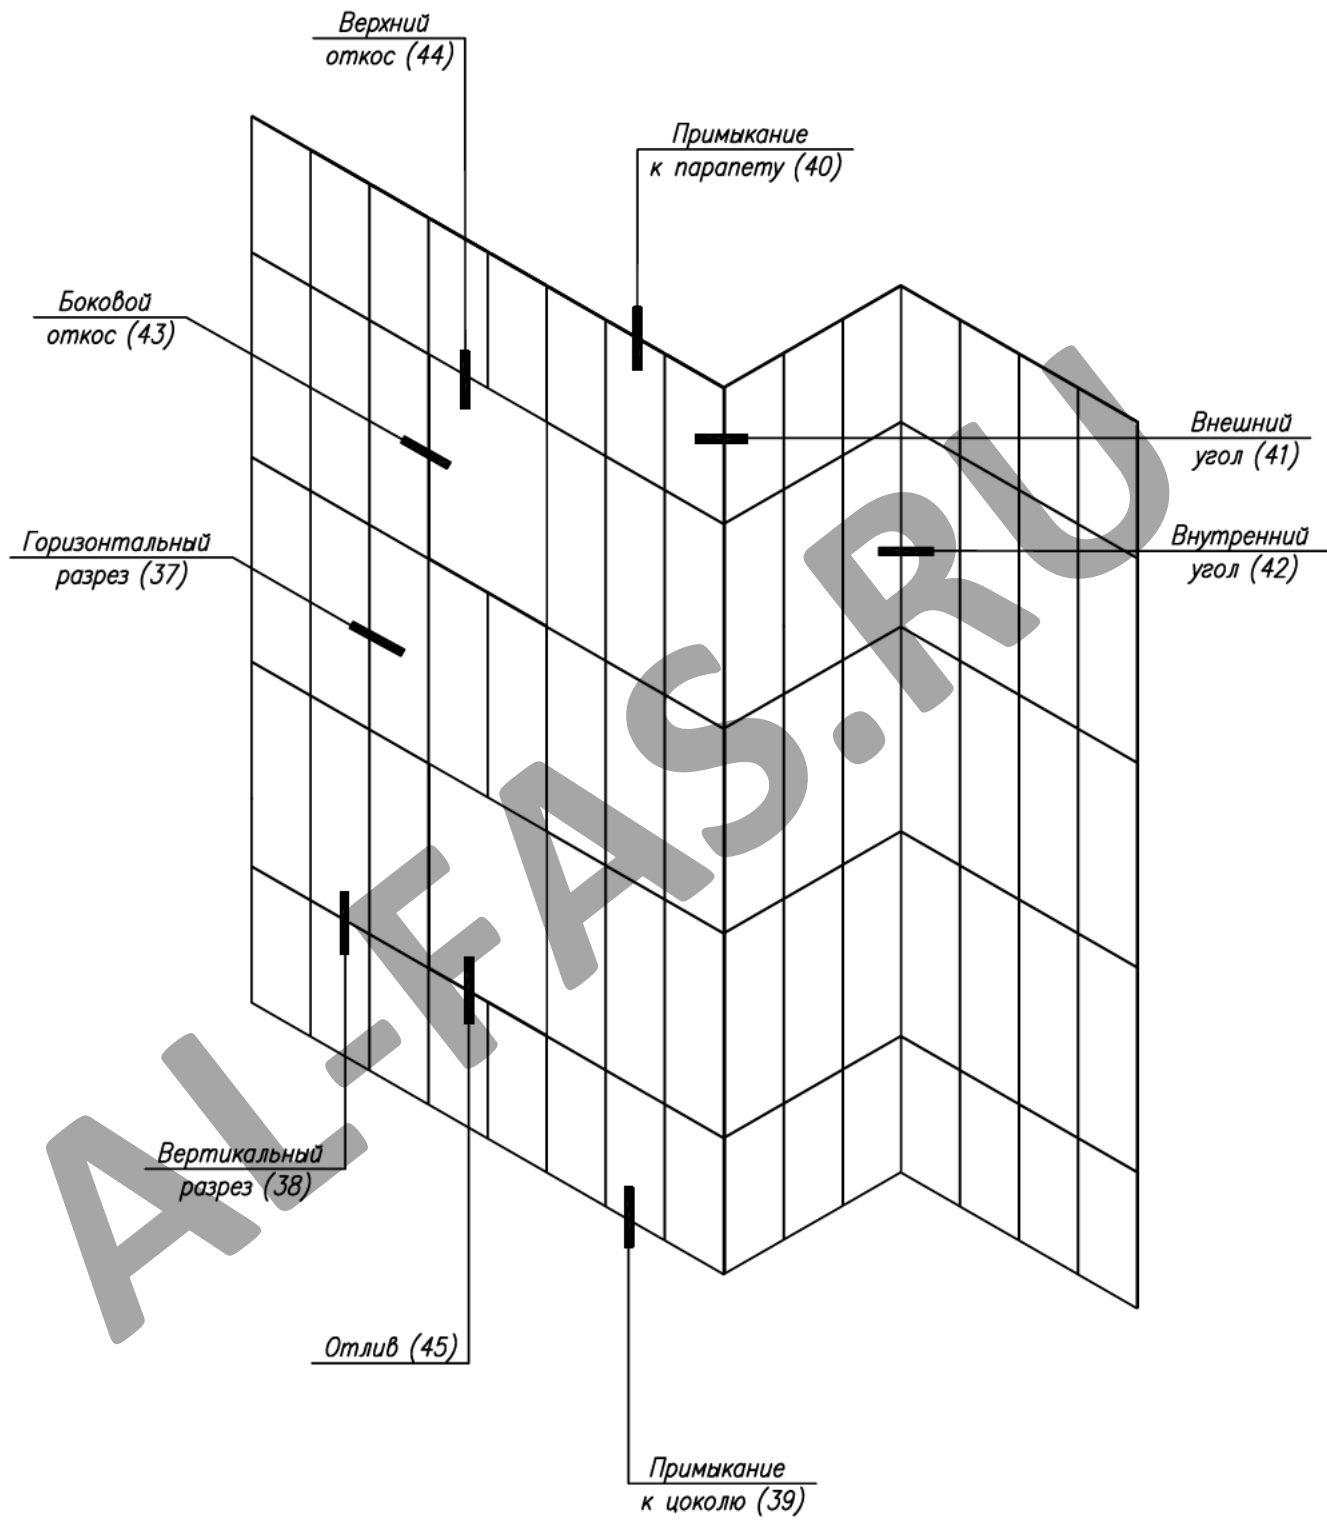 Верхний
откос (44)
Примыкание
к парапету (40)
Боковой
откос (43)
Внешний
угол (41)
Горизонтальный
разрез (37)
Внутренний
угол (42)
AL-FAS.RU
Вертикальный
разрез (38)
Отлив (45)
Примыкание
к цоколю (39)